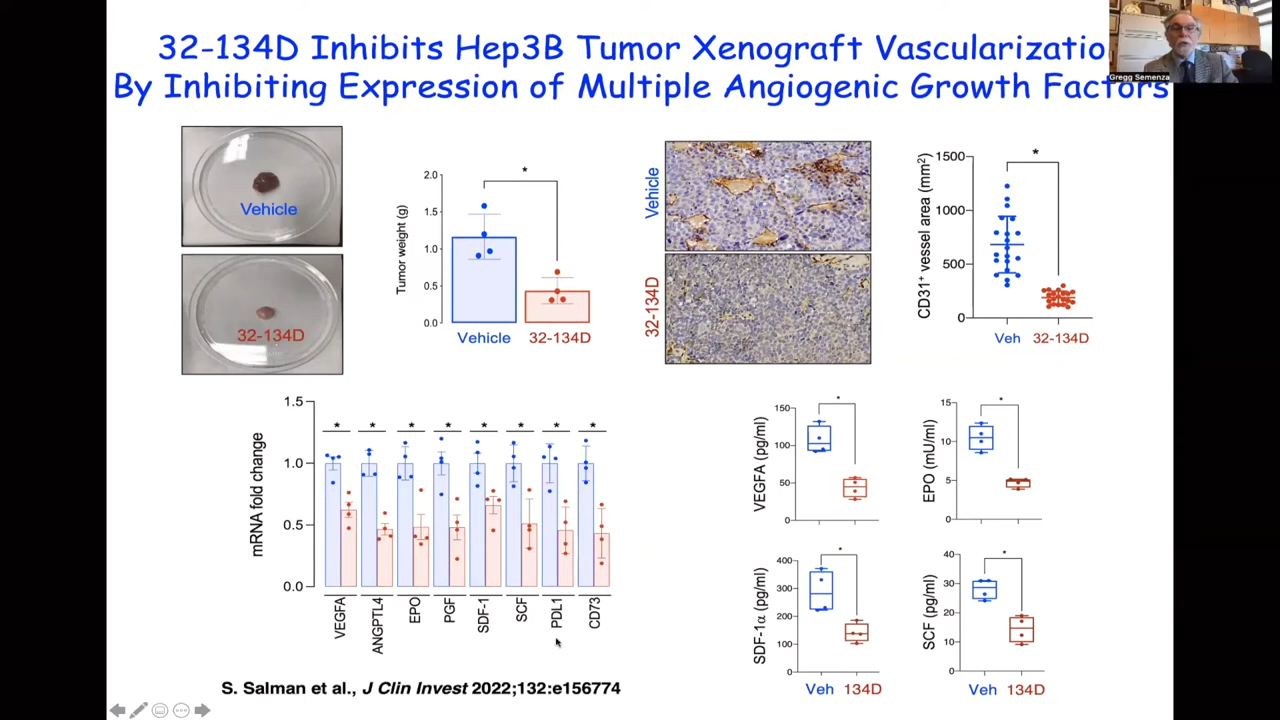 32-134D Inhibits Hep3B Tumor Xenograft Vascularizatio
By Inhibiting Expression of Multiple Angiogenic Growth Factors
Gregg Semenza
Vehicle
32-134D
Tumor weight (g)
2.0
1.5
1.0
0.5
0.0
*
Vehicle
32-134D
Vehicle
32-134D
CD31+ vessel area (mm2)
1500
1000
500
0
*
Veh
32-134D
mRNA fold change
1.5
1.0
0.5
0.0
* * * * * * * *
VEGFA
ANGPTL4
EPO
PGF
SDF-1
SCF
PDL1
CD73
VEGFA (pg/ml)
150
100
50
0
*
EPO (mU/ml)
15
10
5
0
*
SDF-1α (pg/ml)
400
300
200
100
0
*
Veh
134D
SCF (pg/ml)
40
30
20
10
0
*
Veh
134D
S. Salman et al., J Clin Invest 2022;132:e156774